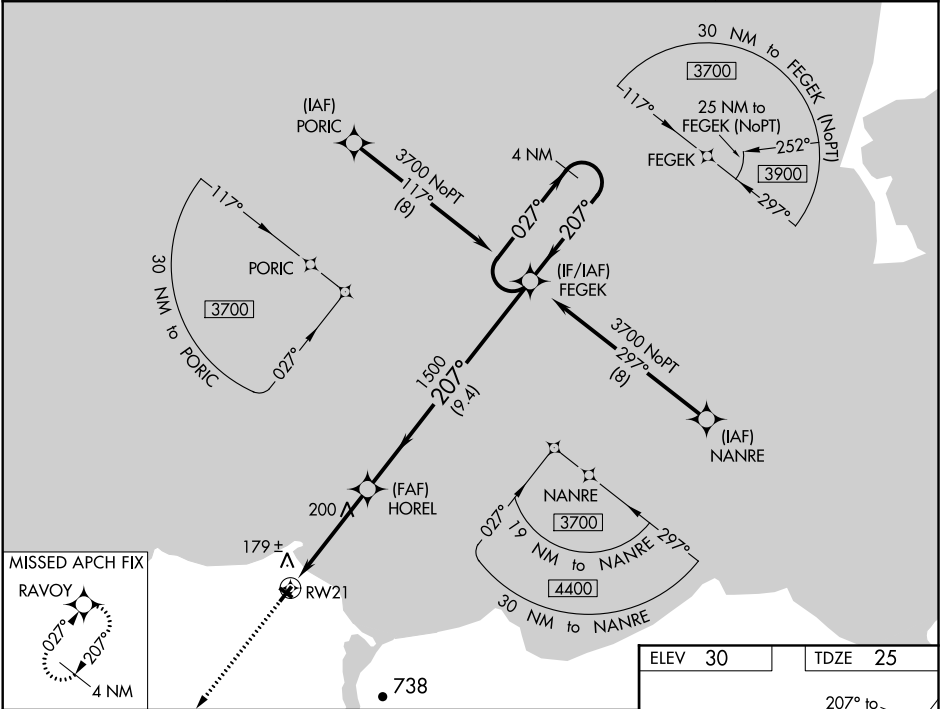 (IAF)
PORIC
3700 NoPT
117°
(8)
4 NM
027°
207°
(IF/IAF)
FEGEK
30 NM to FEGEK (NoPT)
3700
117°
25 NM to
FEGEK (NoPT)
FEGEK
252°
3900
297°
117°
PORIC
3700
30 NM to PORIC
027°
3700 NoPT
297°
(8)
(IAF)
NANRE
1500
207°
(9.4)
(FAF)
HOREL
200
179 ±
RW21
NANRE
3700
027°
297°
19 NM to NANRE
4400
30 NM to NANRE
MISSED APCH FIX
RAVOY
027°
207°
4 NM
738
ELEV 30
TDZE 25
207° to